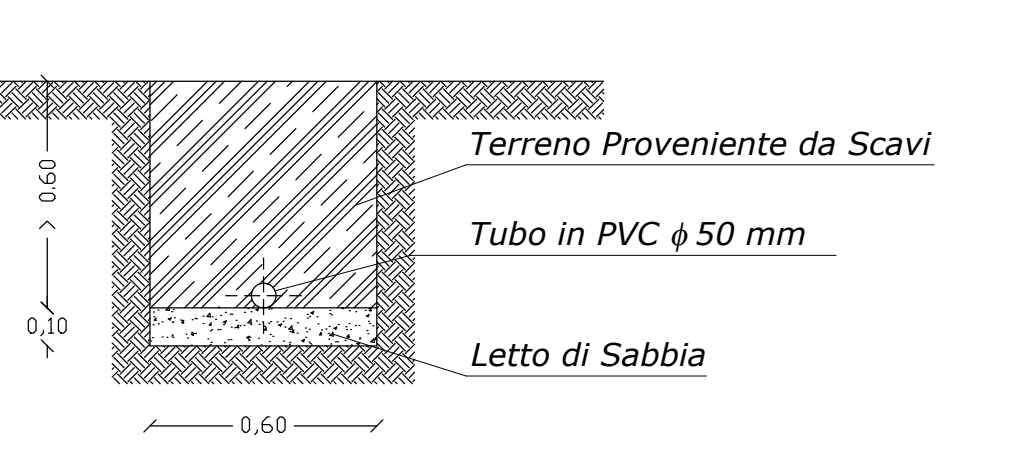 Terreno Proveniente da Scavi
> 0.60
Tubo in PVC ϕ 50 mm
0,10
Letto di Sabbia
0,60